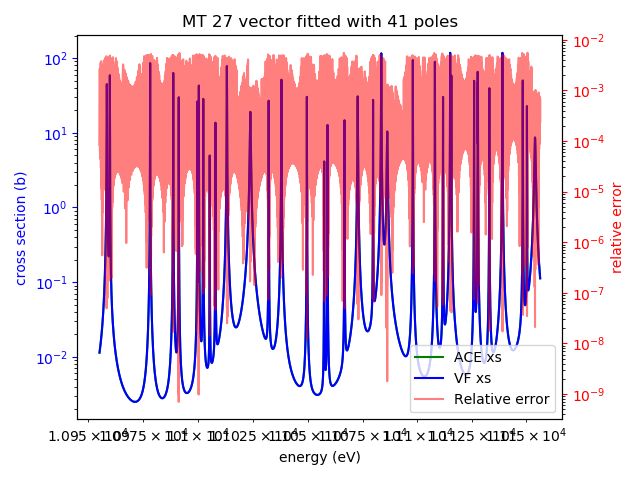 MT 27 vector fitted with 41 poles
cross section (b)
10²
10¹
10⁰
10⁻¹
10⁻²
10⁻²
10⁻³
10⁻⁴
10⁻⁵
10⁻⁶
10⁻⁷
10⁻⁸
10⁻⁹
relative error
ACE xs
VF xs
Relative error
energy (eV)